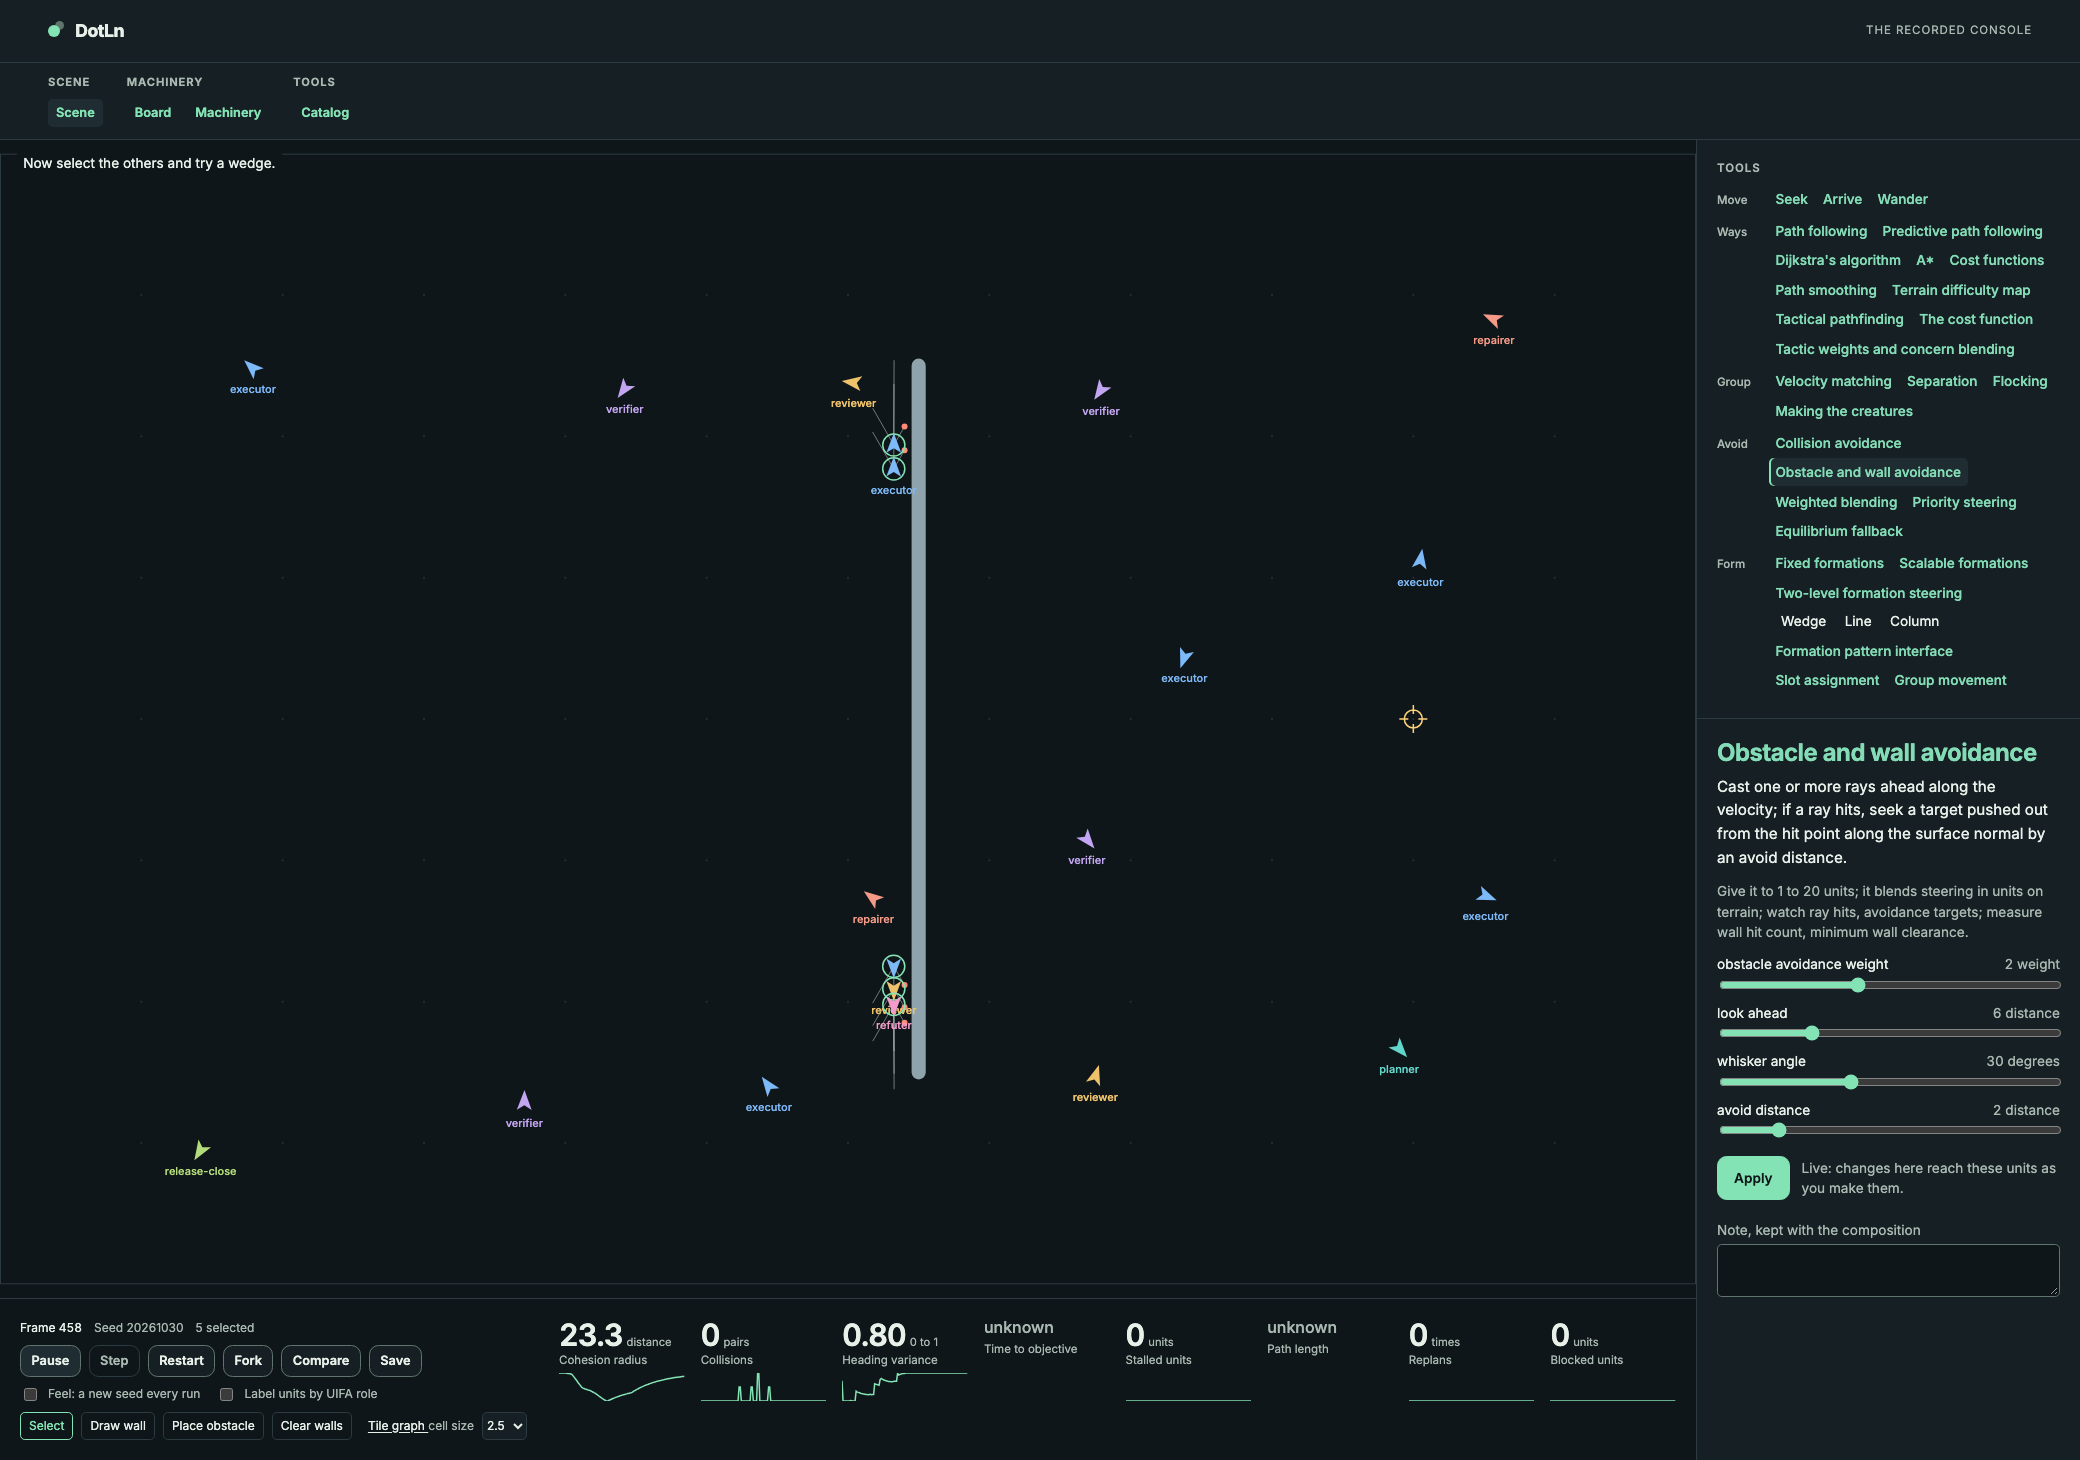 DotLn
THE RECORDED CONSOLE
SCENE MACHINERY TOOLS
Scene Board Machinery Catalog
Now select the others and try a wedge.
executor
verifier
reviewer
verifier
repairer
executor
executor
executor
verifier
repairer
executor
reviewer
refuter
planner
reviewer
executor
verifier
release-close
TOOLS
Move Seek Arrive Wander
Ways Path following Predictive path following
Dijkstra's algorithm A* Cost functions
Path smoothing Terrain difficulty map
Tactical pathfinding The cost function
Tactic weights and concern blending
Group Velocity matching Separation Flocking
Making the creatures
Avoid Collision avoidance
Obstacle and wall avoidance
Weighted blending Priority steering
Equilibrium fallback
Form Fixed formations Scalable formations
Two-level formation steering
Wedge Line Column
Formation pattern interface
Slot assignment Group movement
Obstacle and wall avoidance
Cast one or more rays ahead along the
velocity; if a ray hits, seek a target pushed out
from the hit point along the surface normal by
an avoid distance.
Give it to 1 to 20 units; it blends steering in units on
terrain; watch ray hits, avoidance targets; measure
wall hit count, minimum wall clearance.
obstacle avoidance weight 2 weight
look ahead 6 distance
whisker angle 30 degrees
avoid distance 2 distance
Apply
Live: changes here reach these units as
you make them.
Note, kept with the composition
Frame 458 Seed 20261030 5 selected
Pause Step Restart Fork Compare Save
Feel: a new seed every run Label units by UIFA role
Select Draw wall Place obstacle Clear walls Tile graph cell size 2.5
23.3 distance
Cohesion radius
0 pairs
Collisions
0.80 0 to 1
Heading variance
unknown
Time to objective
0 units
Stalled units
unknown
Path length
0 times
Replans
0 units
Blocked units